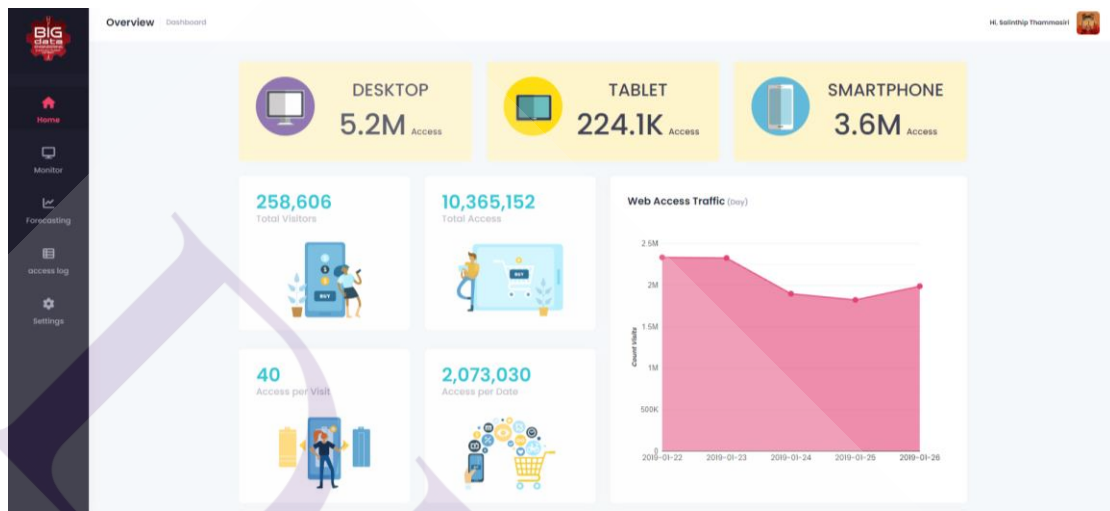 BIG
data
Overview Dashboard
Hi, Salinthip Thammasiri
Home
Monitor
Forecasting
access log
Settings
DESKTOP
5.2M Access
TABLET
224.1K Access
SMARTPHONE
3.6M Access
258,606
Total Visitors
BUY
10,365,152
Total Access
BUY
40
Access per Visit
2,073,030
Access per Date
Web Access Traffic (Day)
2.5M
2M
1.5M
1M
500K
0
Count Visits
2019-01-22 2019-01-23 2019-01-24 2019-01-25 2019-01-26